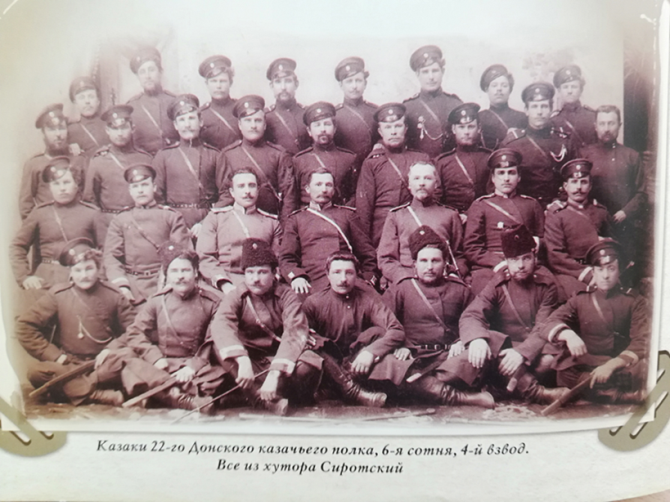 Казаки 22-го Донского казачьего полка, 6-я сотня, 4-й взвод.
Все из хутора Сиротский